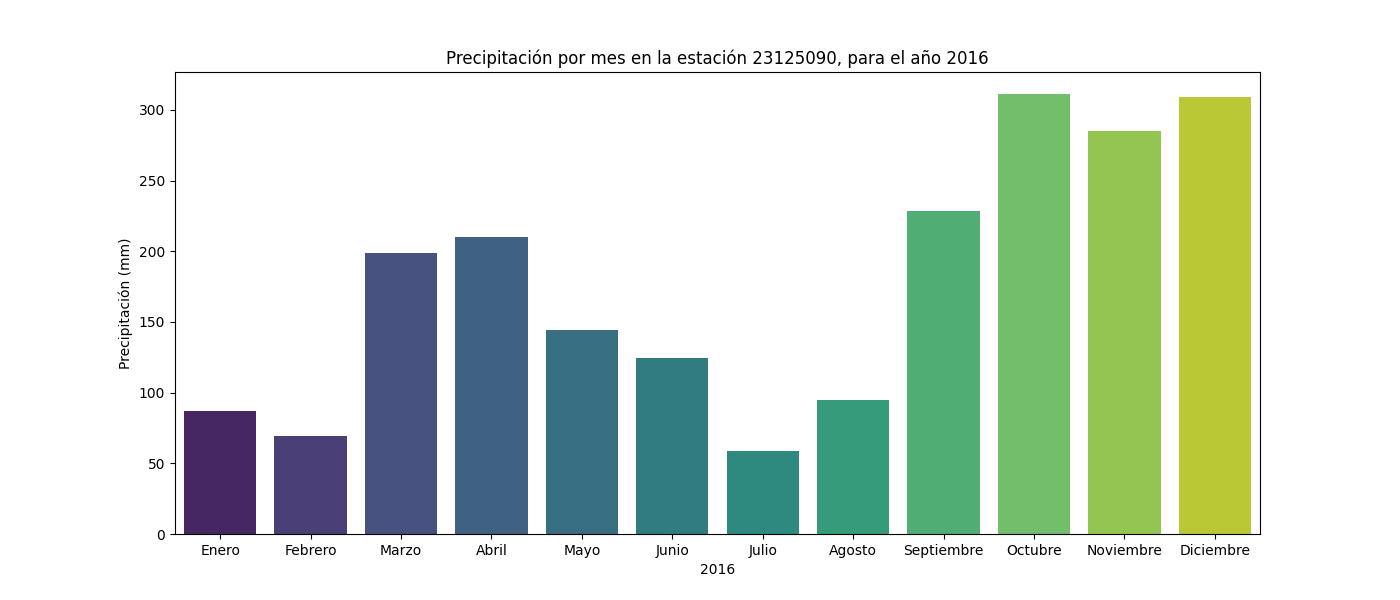 Precipitación por mes en la estación 23125090, para el año 2016
Precipitación (mm)
300
250
200
150
100
50
0
Enero Febrero Marzo Abril Mayo Junio Julio Agosto Septiembre Octubre Noviembre Diciembre
2016